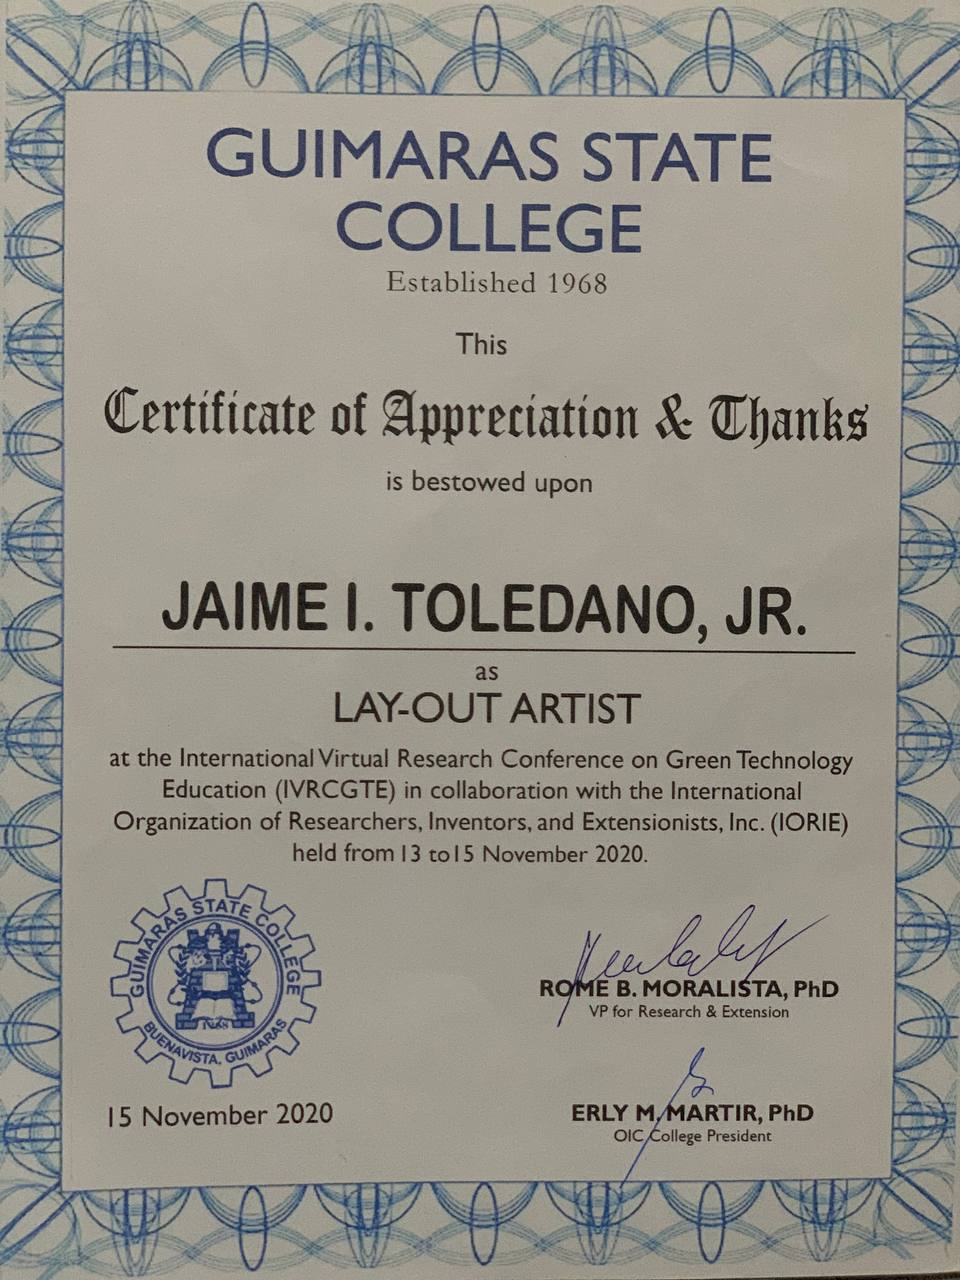 GUIMARAS STATE
COLLEGE
Established 1968
This
Certificate of Appreciation & Thanks
is bestowed upon
JAIME I. TOLEDANO, JR.
as
LAY-OUT ARTIST
at the International Virtual Research Conference on Green Technology
Education (IVRCGTE) in collaboration with the International
Organization of Researchers, Inventors, and Extensionists, Inc. (IORIE)
held from 13 to15 November 2020.
GUIMARAS STATE COLLEGE
1968
BUENAVISTA, GUIMARAS
15 November 2020
ROME B. MORALISTA, PhD
VP for Research & Extension
ERLY M. MARTIR, PhD
OIC College President